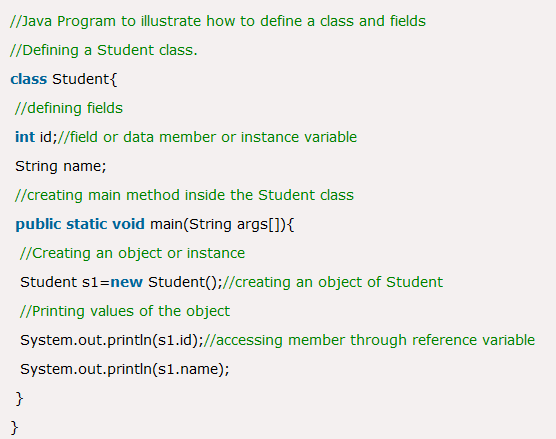 //Java Program to illustrate how to define a class and fields
//Defining a Student class.
class Student{
 //defining fields
 int id;//field or data member or instance variable
 String name;
 //creating main method inside the Student class
 public static void main(String args[]){
  //Creating an object or instance
  Student s1=new Student();//creating an object of Student
  //Printing values of the object
  System.out.println(s1.id);//accessing member through reference variable
  System.out.println(s1.name);
 }
}